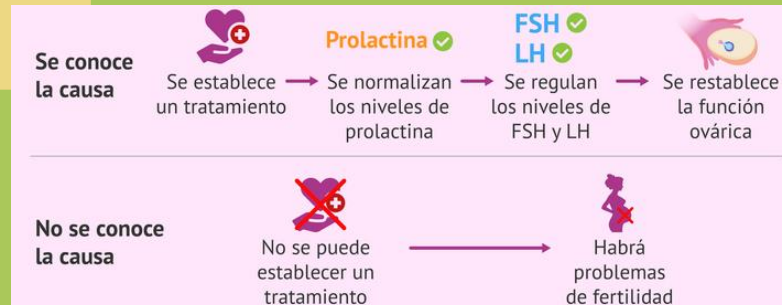 Se conoce
la causa
Se establece
un tratamiento
Prolactina
Se normalizan
los niveles de
prolactina
FSH
LH
Se regulan
los niveles de
FSH y LH
Se restablece
la función
ovárica
No se conoce
la causa
No se puede
establecer un
tratamiento
Habrá
problemas
de fertilidad